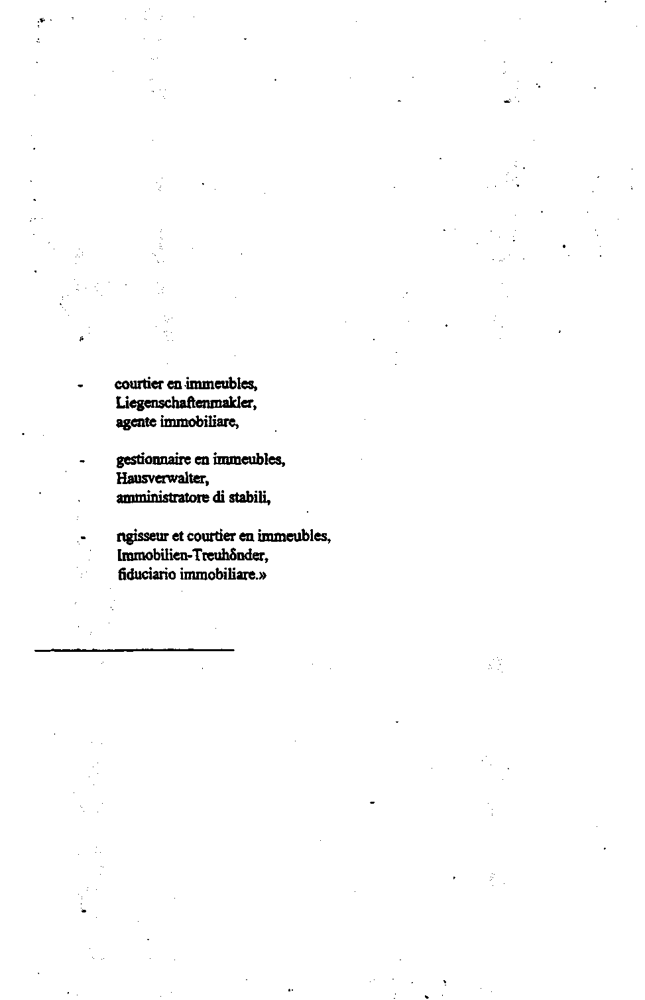 - courtier en immeubles,
Liegenschaftenmakler,
agente immobiliare,
- gestionnaire en immeubles,
Hausverwalter,
amministratore di stabili,
- rıgisseur et courtier en immeubles,
Immobilien-Treuhõnder,
fiduciario immobiliare.»